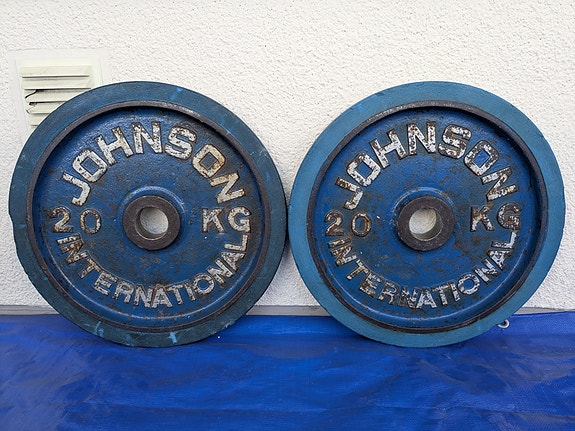 JOHNSON
20 KG
INTERNATIONAL
JOHNSON
20 KG
INTERNATIONAL